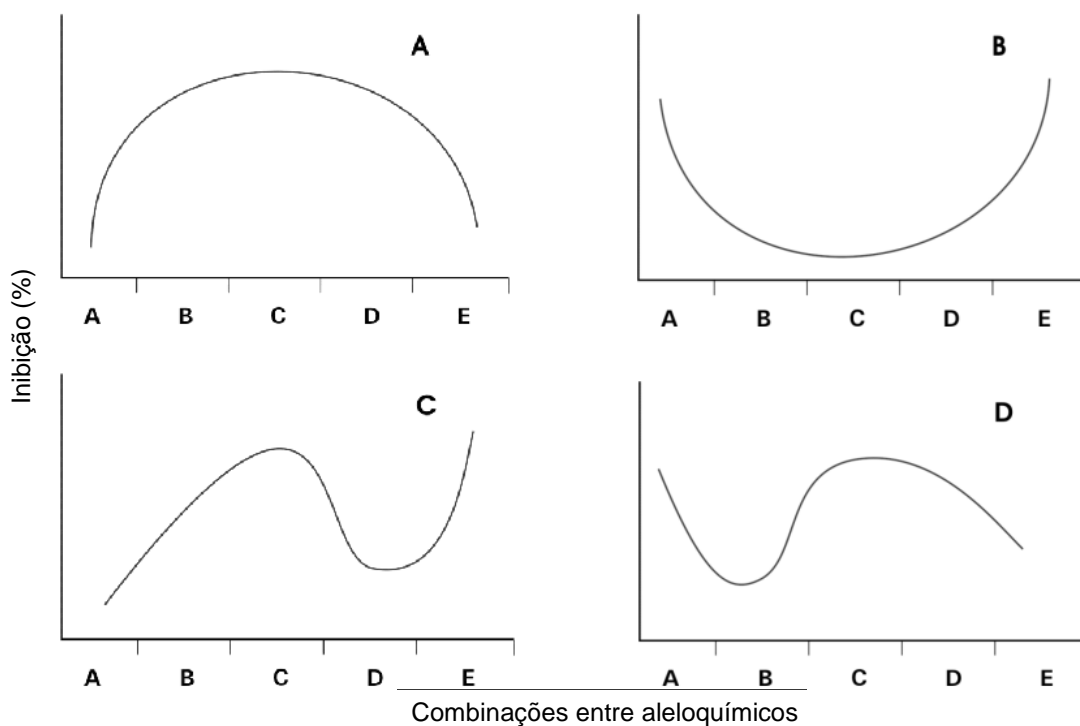 A
B
A B C D E
A B C D E
Inibição (%)
C
D
A B C D E
A B C D E
Combinações entre aleloquímicos